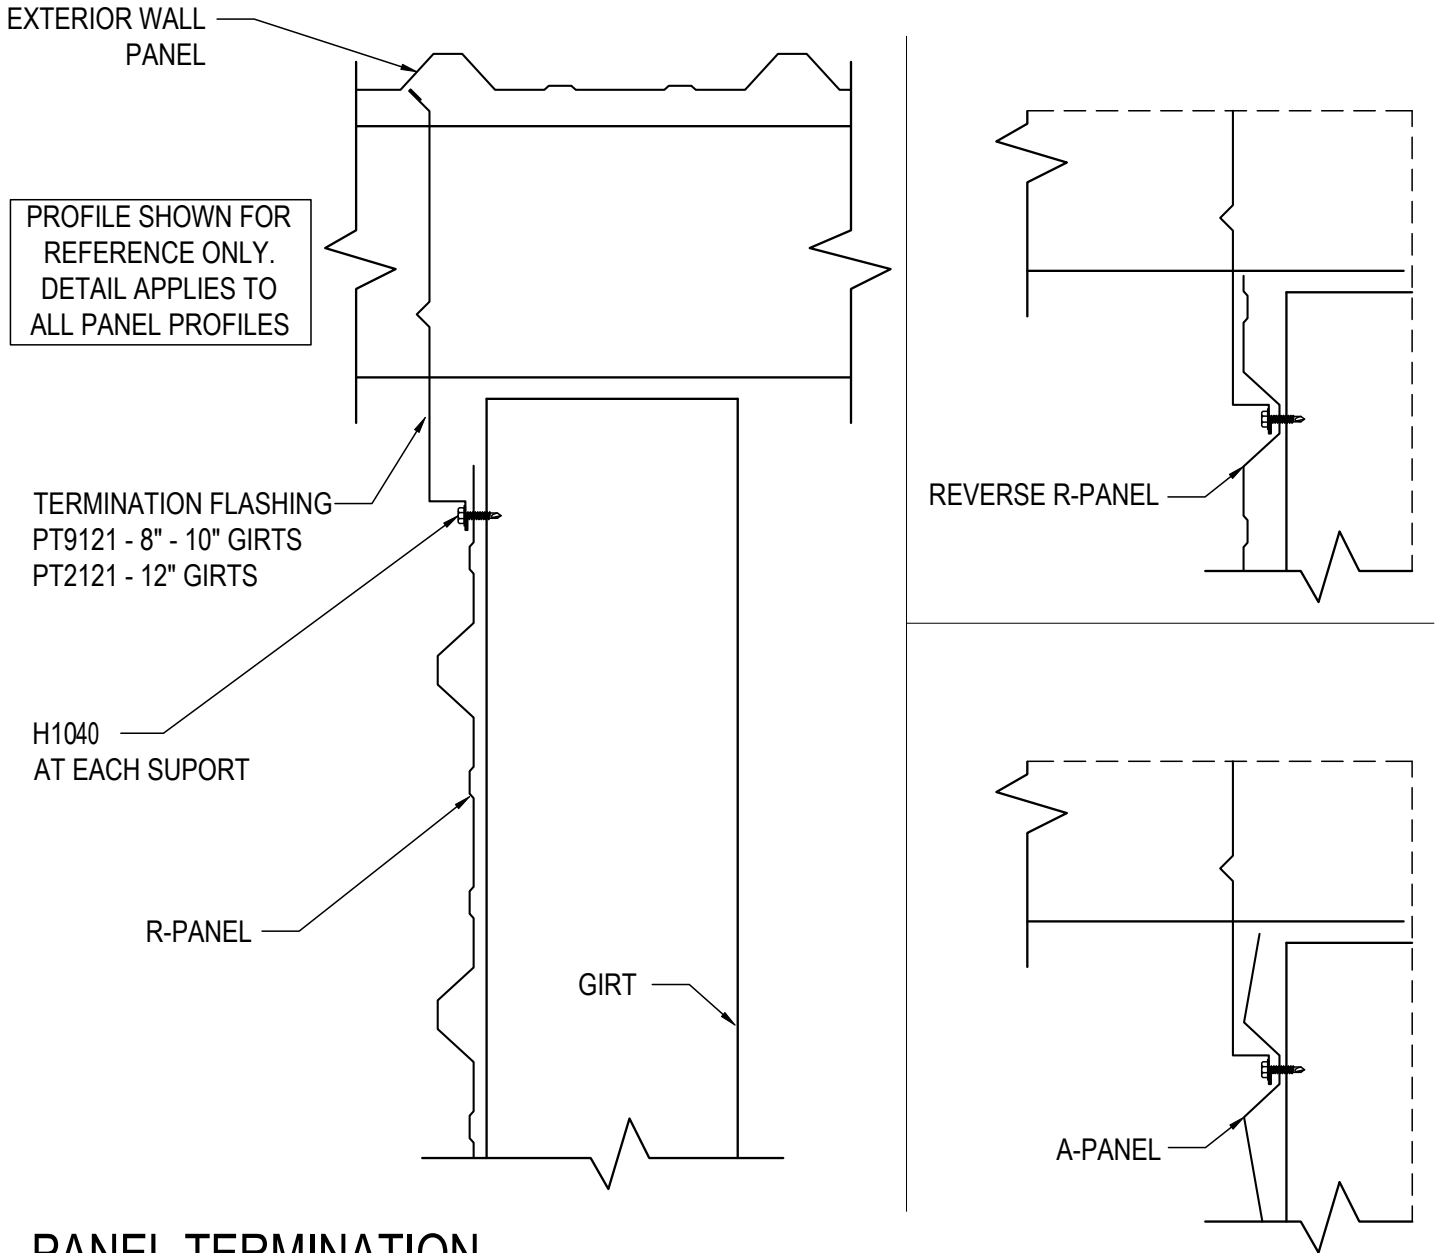 EXTERIOR WALL
PANEL
PROFILE SHOWN FOR
REFERENCE ONLY.
DETAIL APPLIES TO
ALL PANEL PROFILES
TERMINATION FLASHING
PT9121 - 8" - 10" GIRTS
PT2121 - 12" GIRTS
H1040
AT EACH SUPORT
R-PANEL
GIRT
REVERSE R-PANEL
A-PANEL
PANEL TERMINATION